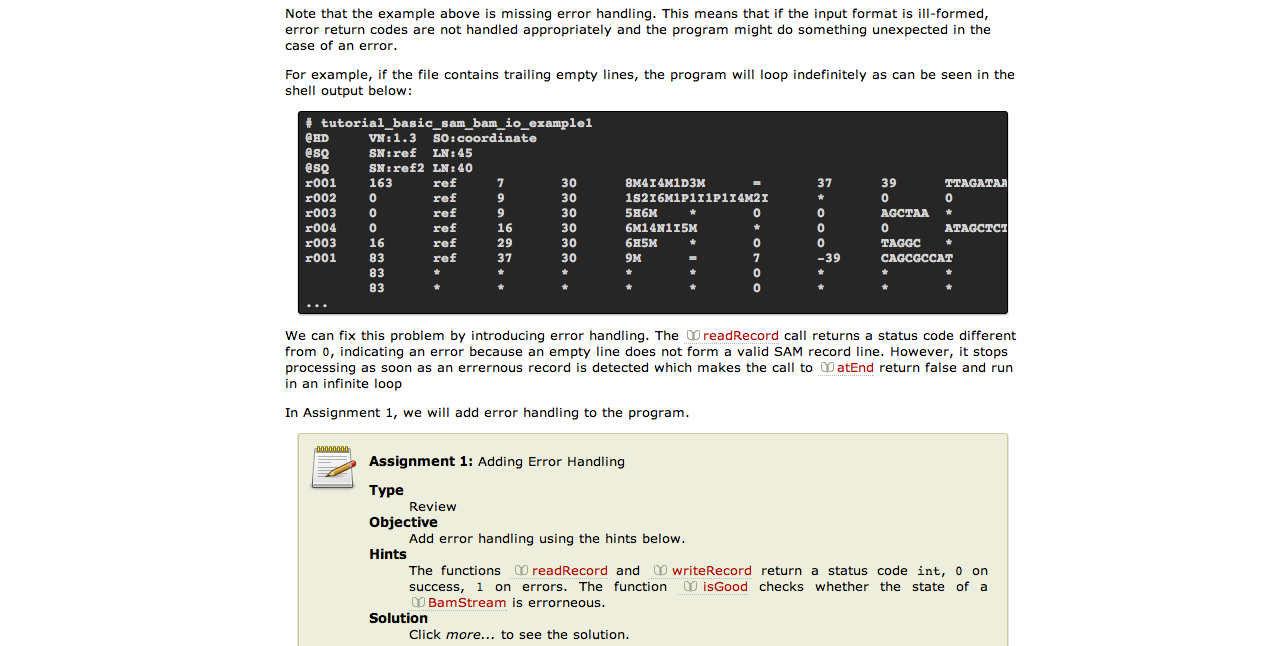 Note that the example above is missing error handling. This means that if the input format is ill-formed,
error return codes are not handled appropriately and the program might do something unexpected in the
case of an error.
For example, if the file contains trailing empty lines, the program will loop indefinitely as can be seen in the
shell output below:
# tutorial_basic_sam_bam_io_example1
@HD VN:1.3 SO:coordinate
@SQ SN:ref LN:45
@SQ SN:ref2 LN:40
r001 163 ref 7 30 8M4I4M1D3M = 37 39 TTAGATAA
r002 0 ref 9 30 1S2I6M1P1I1P1I4M2I * 0 0
r003 0 ref 9 30 5H6M * 0 0 AGCTAA *
r004 0 ref 16 30 6M14N1I5M * 0 0 ATAGCTCT
r003 16 ref 29 30 6H5M * 0 0 TAGGC *
r001 83 ref 37 30 9M = 7 -39 CAGCGCCAT
83 * * * * * 0 * * *
83 * * * * * 0 * * *
...
We can fix this problem by introducing error handling. The readRecord call returns a status code different
from 0, indicating an error because an empty line does not form a valid SAM record line. However, it stops
processing as soon as an errernous record is detected which makes the call to atEnd return false and run
in an infinite loop
In Assignment 1, we will add error handling to the program.
Assignment 1: Adding Error Handling
Type
Review
Objective
Add error handling using the hints below.
Hints
The functions readRecord and writeRecord return a status code int, 0 on
success, 1 on errors. The function isGood checks whether the state of a
BamStream is errorneous.
Solution
Click more... to see the solution.